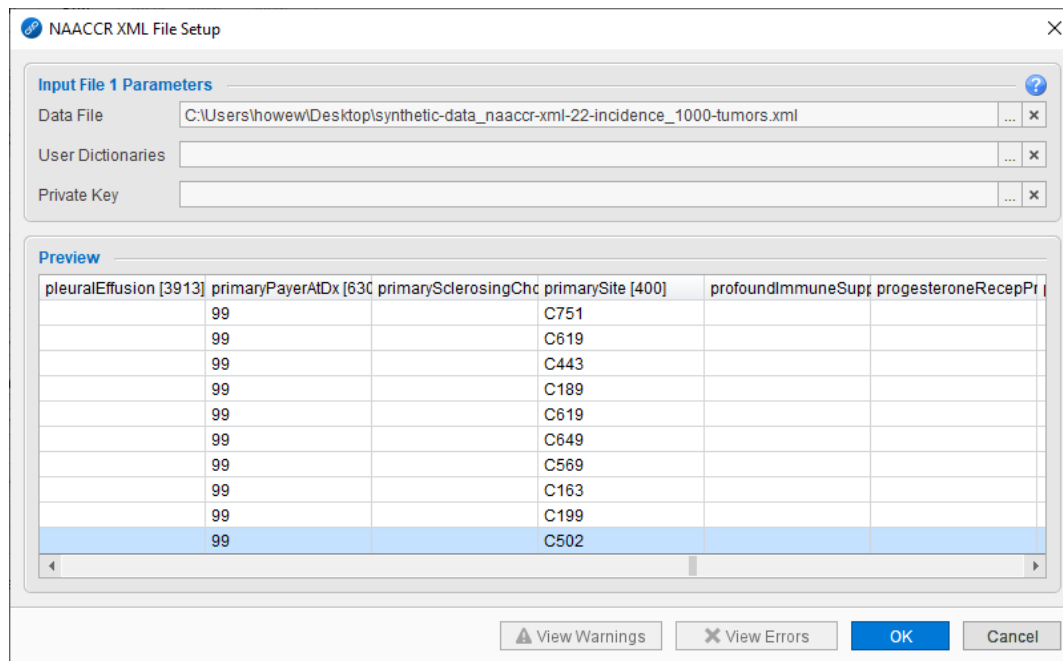 NAACCR XML File Setup
Input File 1 Parameters
Data File C:\Users\howew\Desktop\synthetic-data_naaccr-xml-22-incidence_1000-tumors.xml ...
User Dictionaries ...
Private Key ...
Preview
pleuralEffusion [3913] primaryPayerAtDx [630 primarySclerosingCho primarySite [400] profoundImmuneSupp progesteroneRecepPr
99 C751
99 C619
99 C443
99 C189
99 C619
99 C649
99 C569
99 C163
99 C199
99 C502
View Warnings View Errors OK Cancel